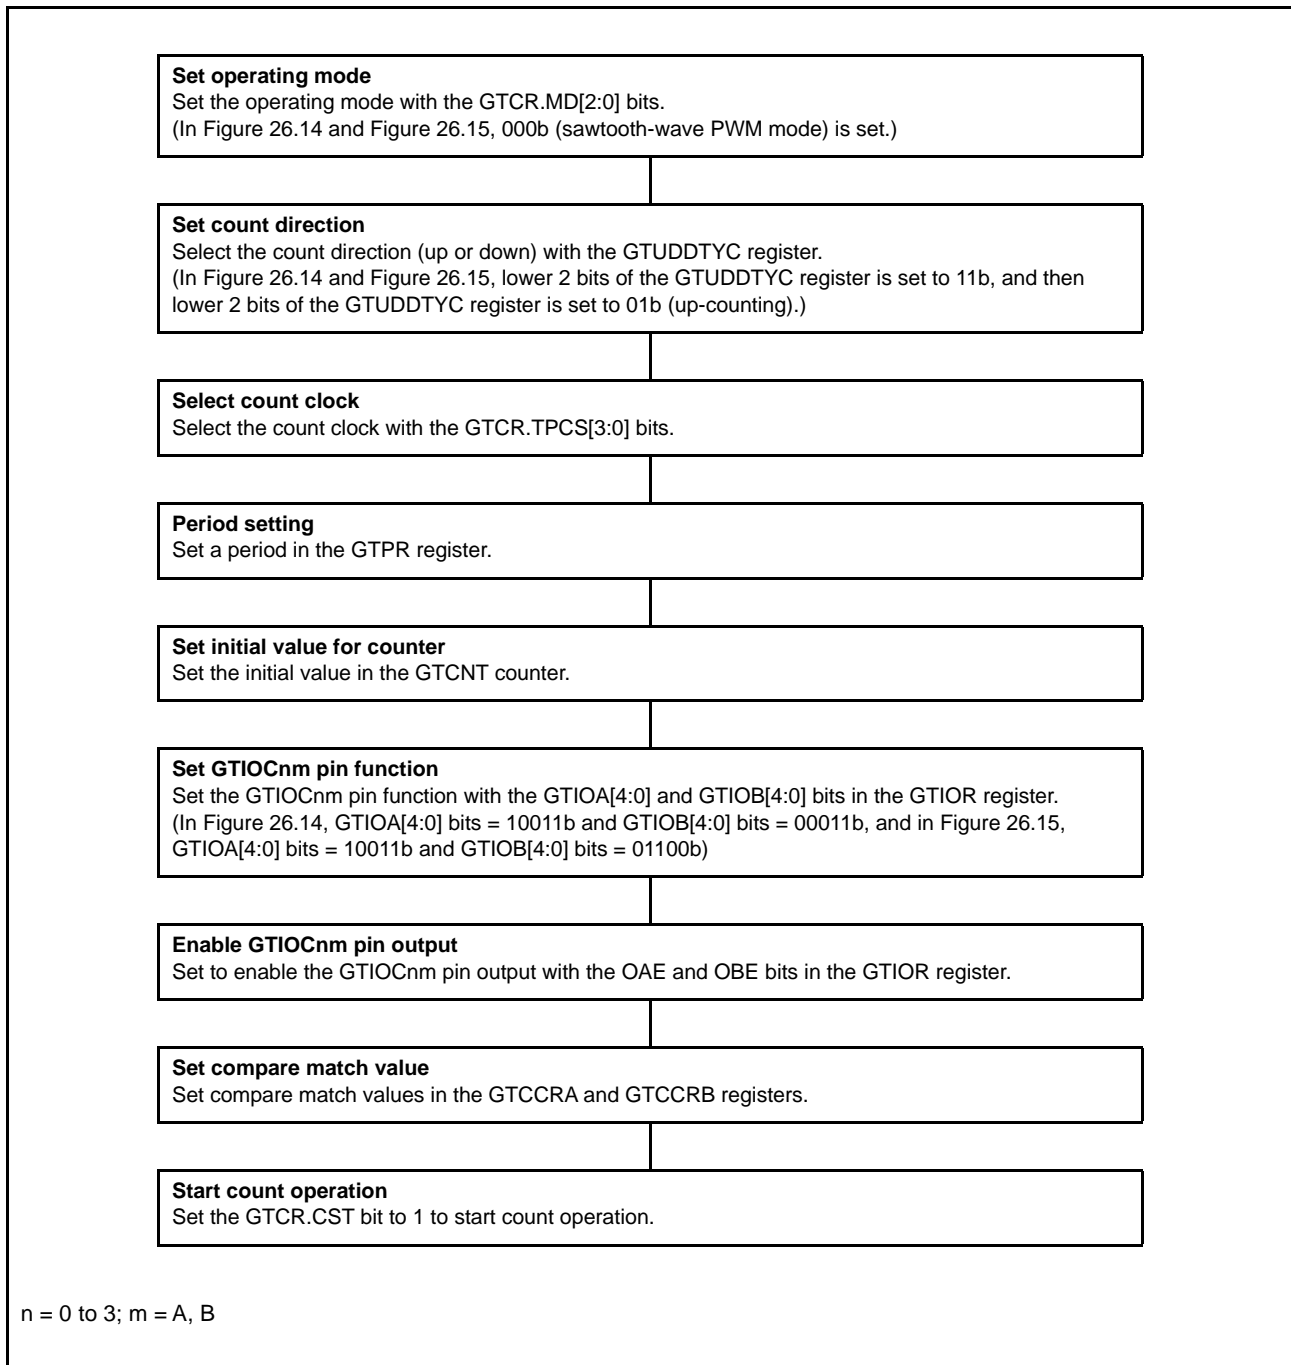 Set operating mode
Set the operating mode with the GTCR.MD[2:0] bits.
(In Figure 26.14 and Figure 26.15, 000b (sawtooth-wave PWM mode) is set.)
Set count direction
Select the count direction (up or down) with the GTUDDTYC register.
(In Figure 26.14 and Figure 26.15, lower 2 bits of the GTUDDTYC register is set to 11b, and then
lower 2 bits of the GTUDDTYC register is set to 01b (up-counting).)
Select count clock
Select the count clock with the GTCR.TPCS[3:0] bits.
Period setting
Set a period in the GTPR register.
Set initial value for counter
Set the initial value in the GTCNT counter.
Set GTIOCnm pin function
Set the GTIOCnm pin function with the GTIOA[4:0] and GTIOB[4:0] bits in the GTIOR register.
(In Figure 26.14, GTIOA[4:0] bits = 10011b and GTIOB[4:0] bits = 00011b, and in Figure 26.15,
GTIOA[4:0] bits = 10011b and GTIOB[4:0] bits = 01100b)
Enable GTIOCnm pin output
Set to enable the GTIOCnm pin output with the OAE and OBE bits in the GTIOR register.
Set compare match value
Set compare match values in the GTCCRA and GTCCRB registers.
Start count operation
Set the GTCR.CST bit to 1 to start count operation.
n = 0 to 3; m = A, B